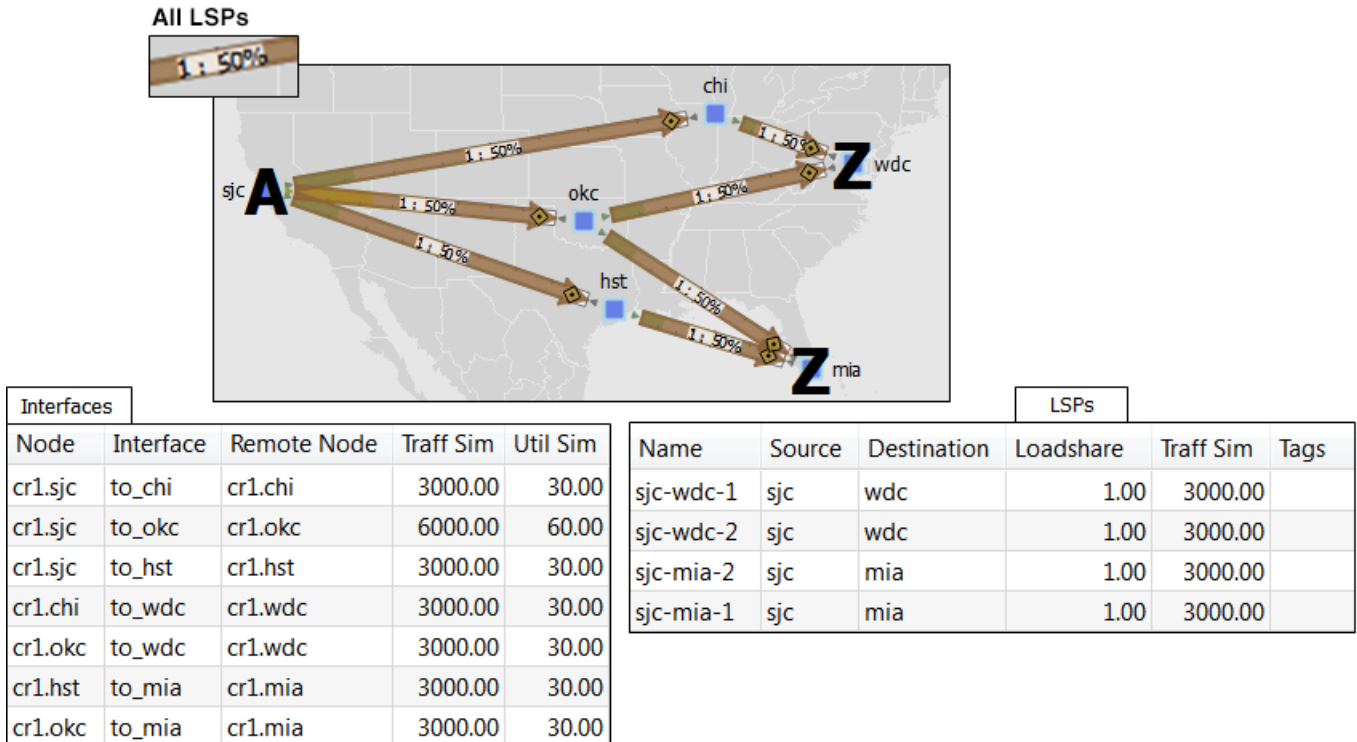 All LSPs
1 : 50%
chi
1 : 50%
1 : 50%
Z
wdc
sjc
A
okc
1 : 50%
1 : 50%
1 : 50%
hst
1 : 50%
1 : 50%
Z
mia
Interfaces
Node Interface Remote Node Traff Sim Util Sim
cr1.sjc to_chi cr1.chi 3000.00 30.00
cr1.sjc to_okc cr1.okc 6000.00 60.00
cr1.sjc to_hst cr1.hst 3000.00 30.00
cr1.chi to_wdc cr1.wdc 3000.00 30.00
cr1.okc to_wdc cr1.wdc 3000.00 30.00
cr1.hst to_mia cr1.mia 3000.00 30.00
cr1.okc to_mia cr1.mia 3000.00 30.00
LSPs
Name Source Destination Loadshare Traff Sim Tags
sjc-wdc-1 sjc wdc 1.00 3000.00
sjc-wdc-2 sjc wdc 1.00 3000.00
sjc-mia-2 sjc mia 1.00 3000.00
sjc-mia-1 sjc mia 1.00 3000.00